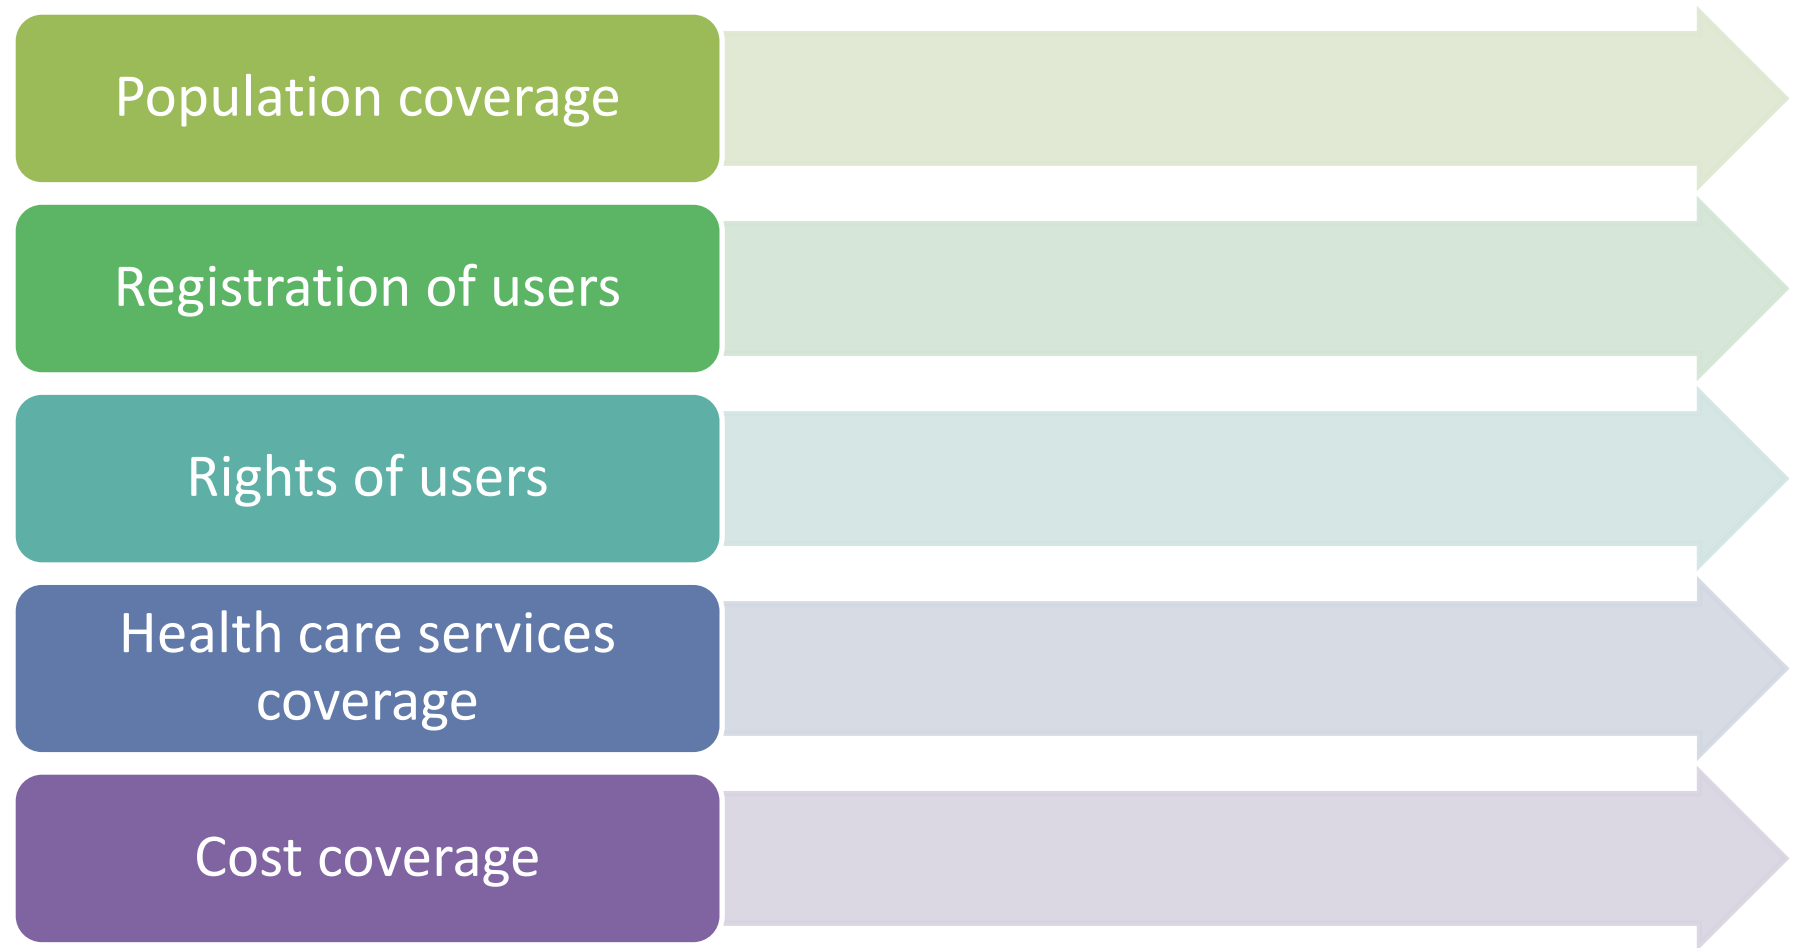 Population coverage
Registration of users
Rights of users
Health care services
coverage
Cost coverage